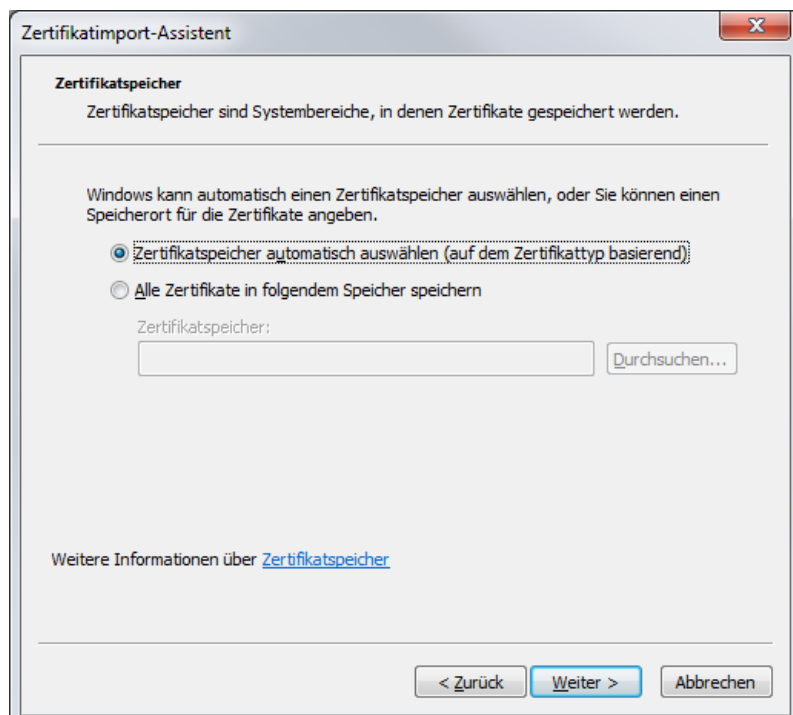 Zertifikatimport-Assistent
Zertifikatspeicher
Zertifikatspeicher sind Systembereiche, in denen Zertifikate gespeichert werden.
Windows kann automatisch einen Zertifikatspeicher auswählen, oder Sie können einen
Speicherort für die Zertifikate angeben.
Zertifikatspeicher automatisch auswählen (auf dem Zertifikattyp basierend)
Alle Zertifikate in folgendem Speicher speichern
Zertifikatspeicher:
Durchsuchen...
Weitere Informationen über Zertifikatspeicher
< Zurück Weiter > Abbrechen